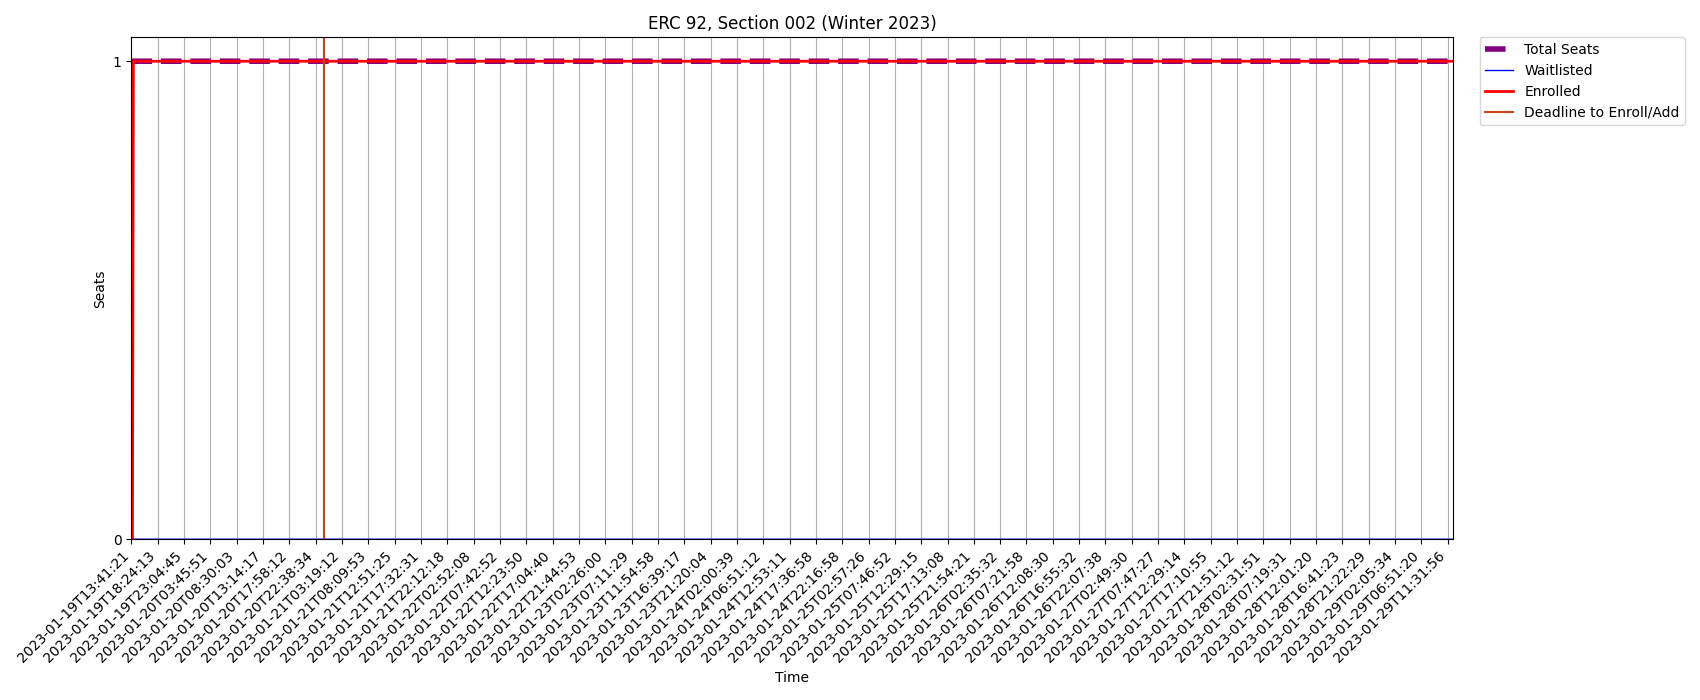 ERC 92, Section 002 (Winter 2023)
Total Seats
Waitlisted
Enrolled
Deadline to Enroll/Add
1
Seats
0
2023-01-19T13:41:21
2023-01-19T18:24:13
2023-01-19T23:04:45
2023-01-20T03:45:51
2023-01-20T08:30:03
2023-01-20T13:14:17
2023-01-20T17:58:12
2023-01-20T22:38:34
2023-01-21T03:19:12
2023-01-21T08:09:53
2023-01-21T12:51:25
2023-01-21T17:32:31
2023-01-21T22:12:18
2023-01-22T02:52:08
2023-01-22T07:42:52
2023-01-22T12:23:50
2023-01-22T17:04:40
2023-01-22T21:44:53
2023-01-23T02:26:00
2023-01-23T07:11:29
2023-01-23T11:54:58
2023-01-23T16:39:17
2023-01-23T21:20:04
2023-01-24T02:00:39
2023-01-24T06:51:12
2023-01-24T12:53:11
2023-01-24T17:36:58
2023-01-24T22:16:58
2023-01-25T02:57:26
2023-01-25T07:46:52
2023-01-25T12:29:15
2023-01-25T17:13:08
2023-01-25T21:54:21
2023-01-26T02:35:32
2023-01-26T07:21:58
2023-01-26T12:08:30
2023-01-26T16:55:32
2023-01-26T22:07:38
2023-01-27T02:49:30
2023-01-27T07:47:27
2023-01-27T12:29:14
2023-01-27T17:10:55
2023-01-27T21:51:12
2023-01-28T02:31:51
2023-01-28T07:19:31
2023-01-28T12:01:20
2023-01-28T16:41:23
2023-01-28T21:22:29
2023-01-29T02:05:34
2023-01-29T06:51:20
2023-01-29T11:31:56
Time